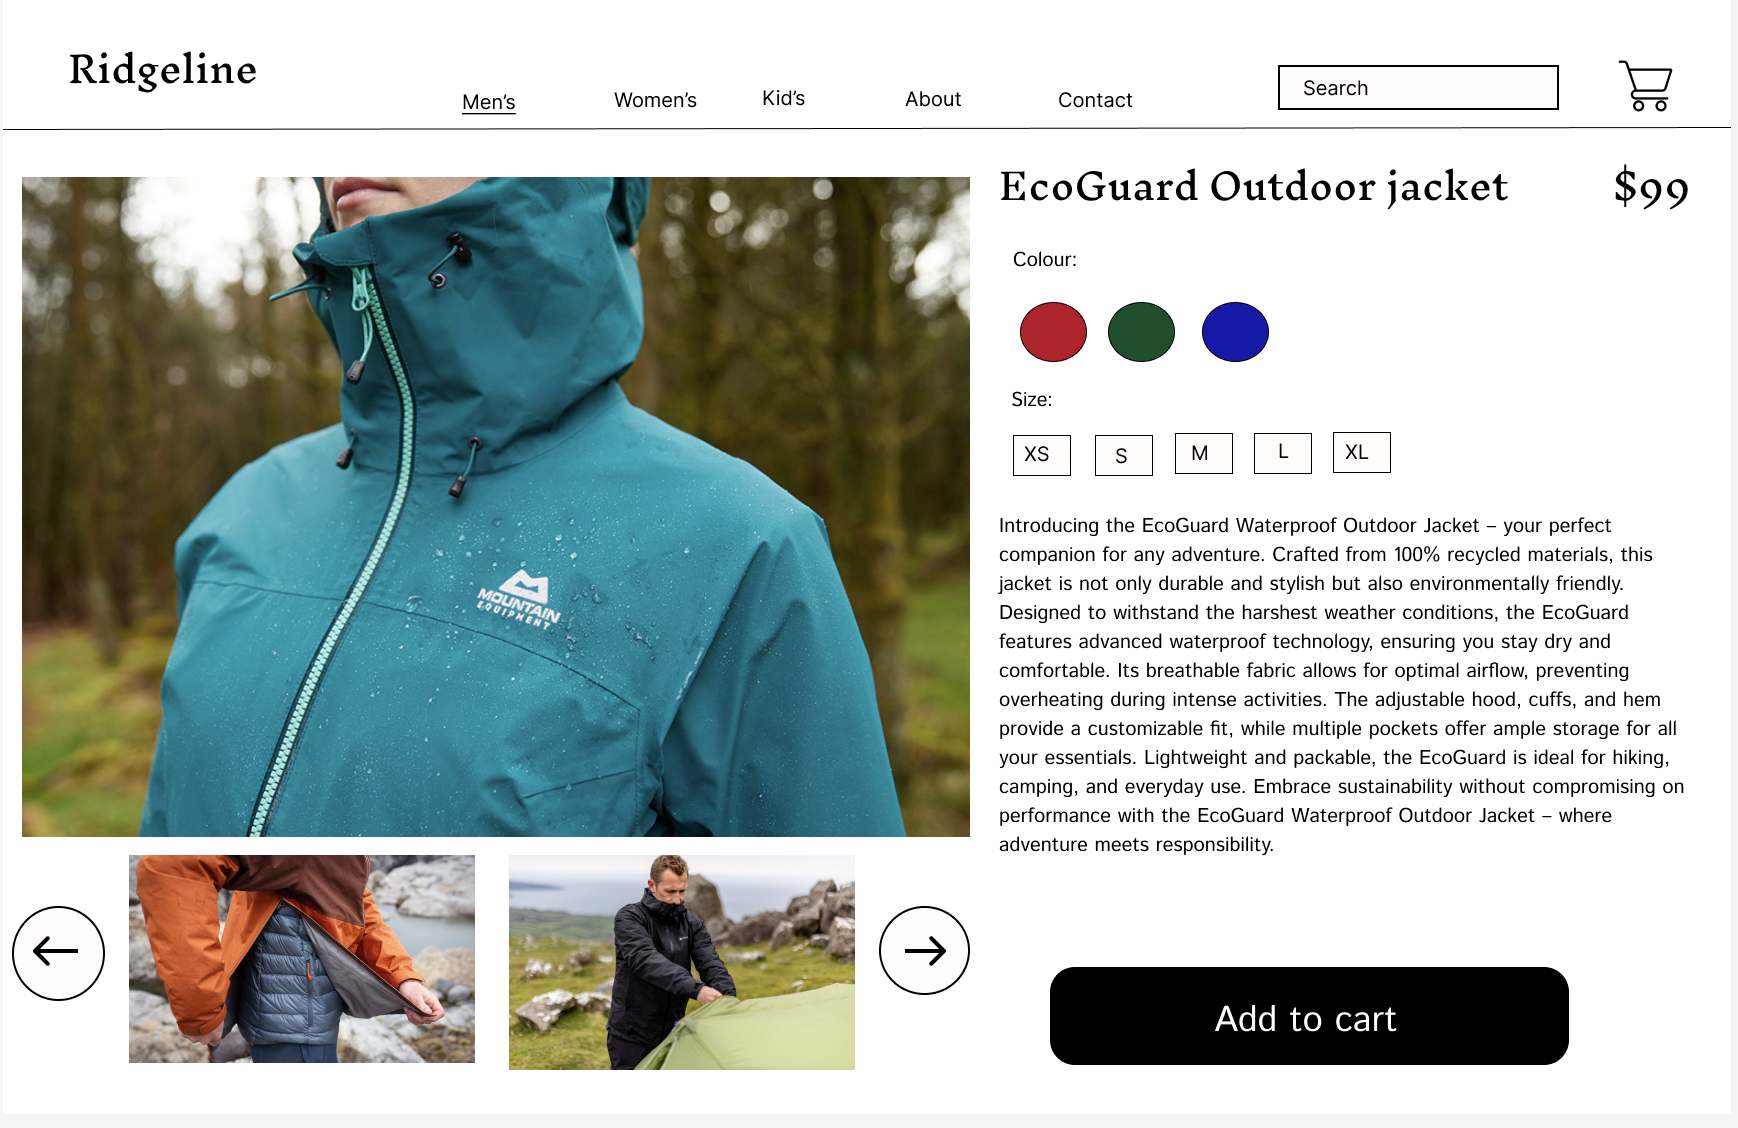 Ridgeline
Men's
Women's
Kid's
About
Contact
Search
EcoGuard Outdoor jacket
$99
Colour:
Size:
XS
S
M
L
XL
Introducing the EcoGuard Waterproof Outdoor Jacket – your perfect
companion for any adventure. Crafted from 100% recycled materials, this
jacket is not only durable and stylish but also environmentally friendly.
Designed to withstand the harshest weather conditions, the EcoGuard
features advanced waterproof technology, ensuring you stay dry and
comfortable. Its breathable fabric allows for optimal airflow, preventing
overheating during intense activities. The adjustable hood, cuffs, and hem
provide a customizable fit, while multiple pockets offer ample storage for all
your essentials. Lightweight and packable, the EcoGuard is ideal for hiking,
camping, and everyday use. Embrace sustainability without compromising on
performance with the EcoGuard Waterproof Outdoor Jacket – where
adventure meets responsibility.
MOUNTAIN
EQUIPMENT
Add to cart